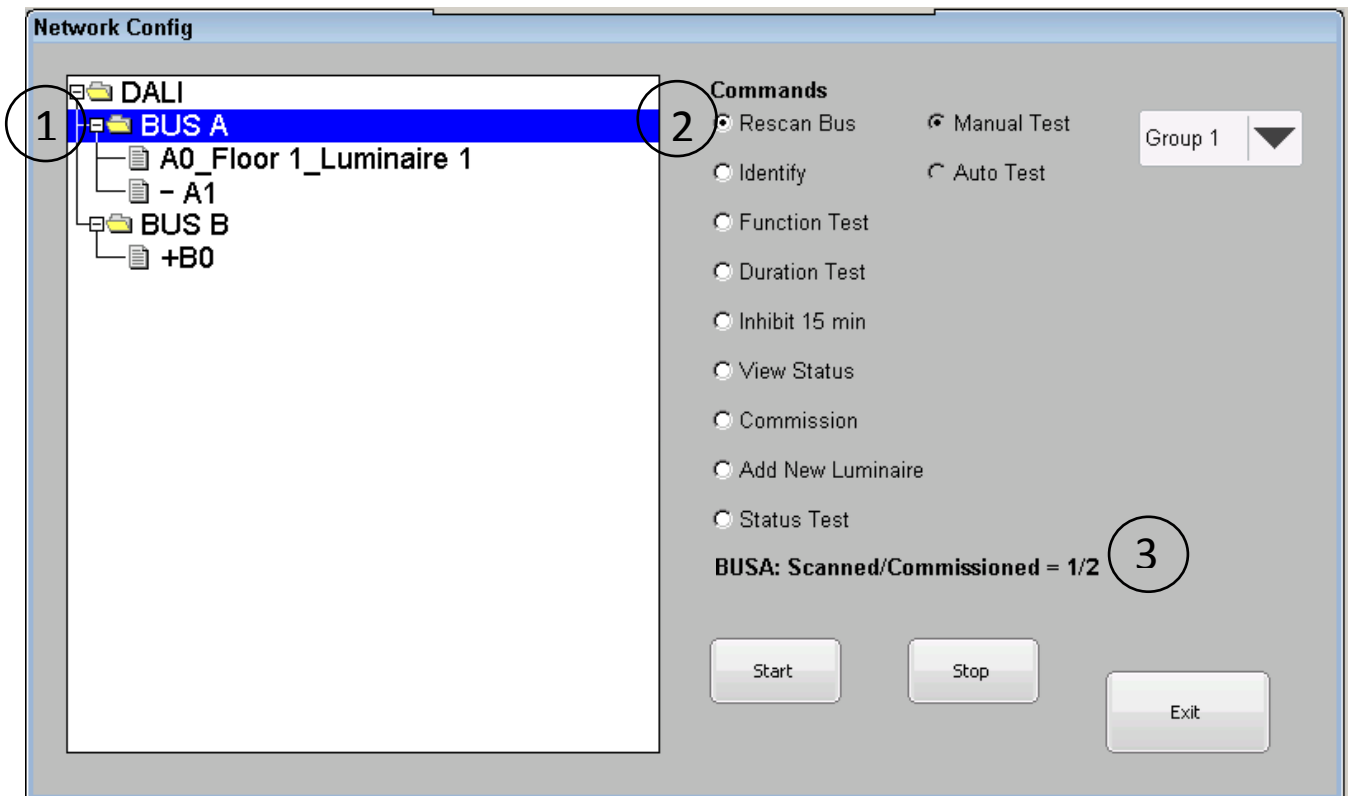 Network Config
DALI
1
BUS A
A0_Floor 1_Luminaire 1
- A1
BUS B
+B0
Commands
2
Rescan Bus
Manual Test
Group 1
Identify
Auto Test
Function Test
Duration Test
Inhibit 15 min
View Status
Commission
Add New Luminaire
Status Test
BUSA: Scanned/Commissioned = 1/2
3
Start
Stop
Exit